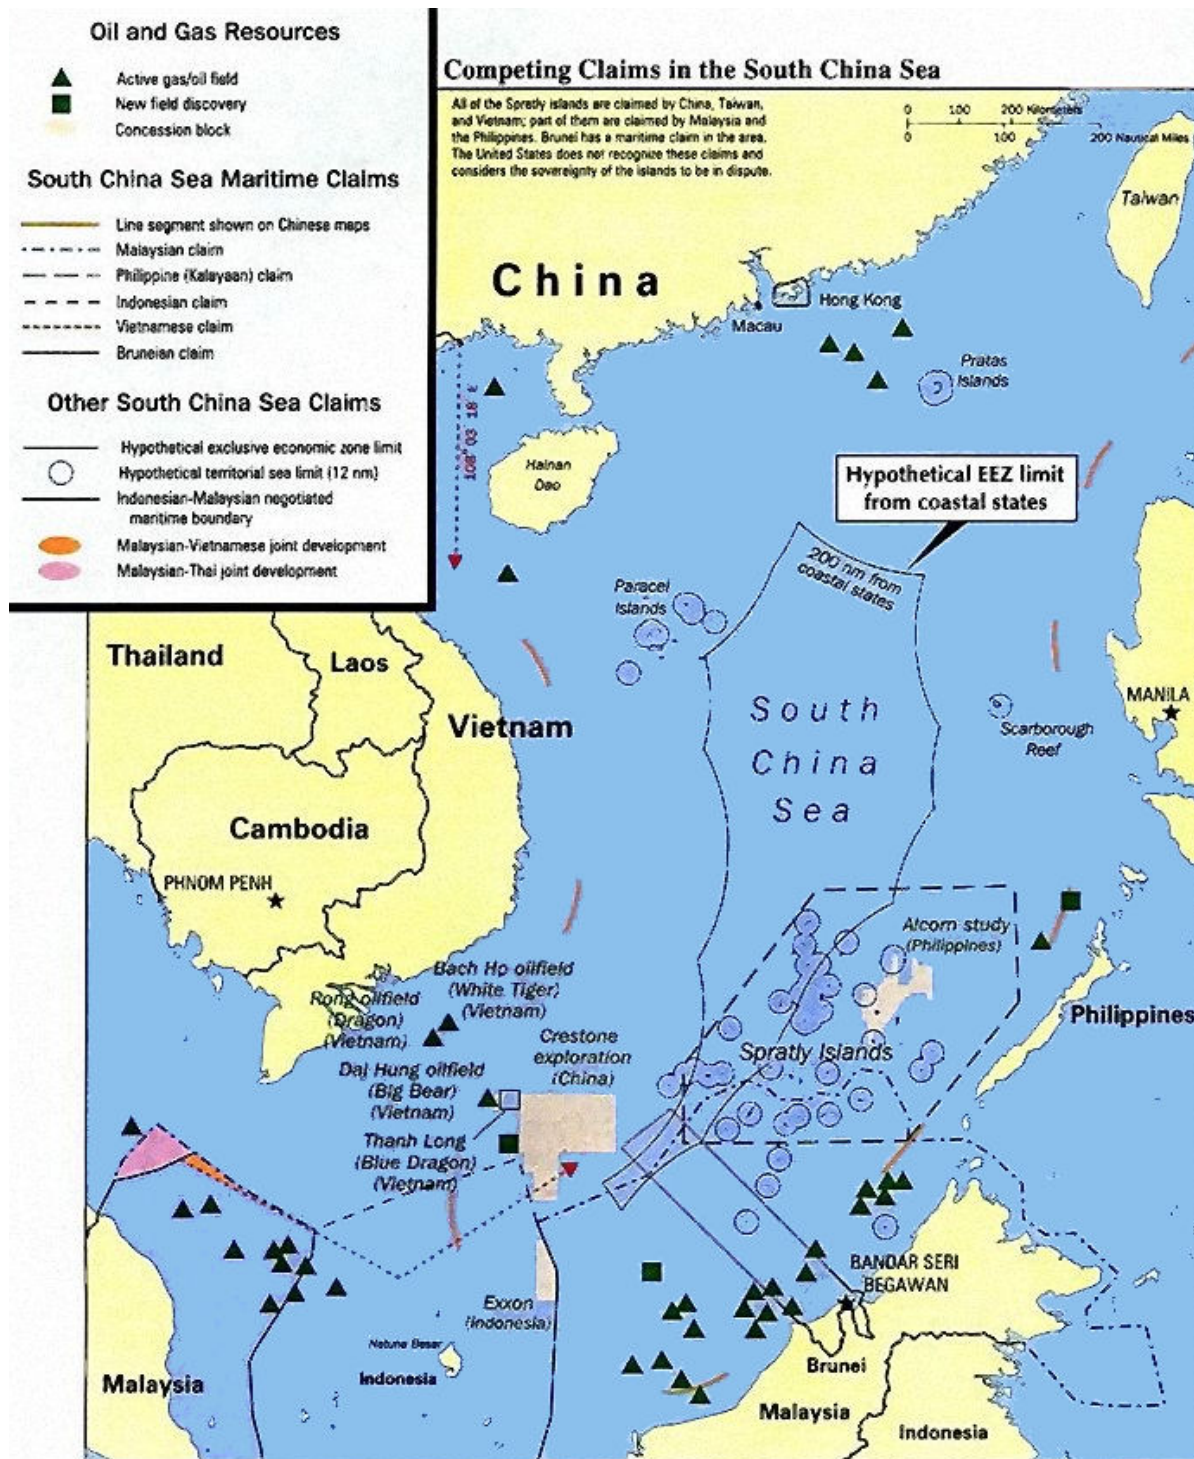 Oil and Gas Resources
Active gas/oil field
New field discovery
Concession block
South China Sea Maritime Claims
Line segment shown on Chinese maps
Malaysian claim
Philippine (Kalayaan) claim
Indonesian claim
Vietnamese claim
Bruneian claim
Other South China Sea Claims
Hypothetical exclusive economic zone limit
Hypothetical territorial sea limit (12 nm)
Indonesian-Malaysian negotiated
maritime boundary
Malaysian-Vietnamese joint development
Malaysian-Thai joint development
Competing Claims in the South China Sea
All of the Spratly islands are claimed by China, Taiwan,
and Vietnam; part of them are claimed by Malaysia and
the Philippines. Brunei has a maritime claim in the area.
The United States does not recognize these claims and
considers the sovereignty of the islands to be in dispute.
0 100 200 Kilometers
0 100 200 Nautical Miles
Taiwan
China
Hong Kong
Macau
Pratas
Islands
108° 03' 18" E
Hainan
Dao
Hypothetical EEZ limit
from coastal states
200 nm from
coastal states
Paracel
Islands
Thailand
Laos
Vietnam
South
China
Sea
MANILA
Scarborough
Reef
Cambodia
PHNOM PENH
Alcorn study
(Philippines)
Bach Ho oilfield
(White Tiger)
(Vietnam)
Rong oilfield
(Dragon)
(Vietnam)
Philippines
Crestone
exploration
(China)
Spratly Islands
Dai Hung oilfield
(Big Bear)
(Vietnam)
Thanh Long
(Blue Dragon)
(Vietnam)
BANDAR SERI
BEGAWAN
Exxon
(Indonesia)
Natuna Besar
Indonesia
Brunei
Malaysia
Malaysia
Indonesia